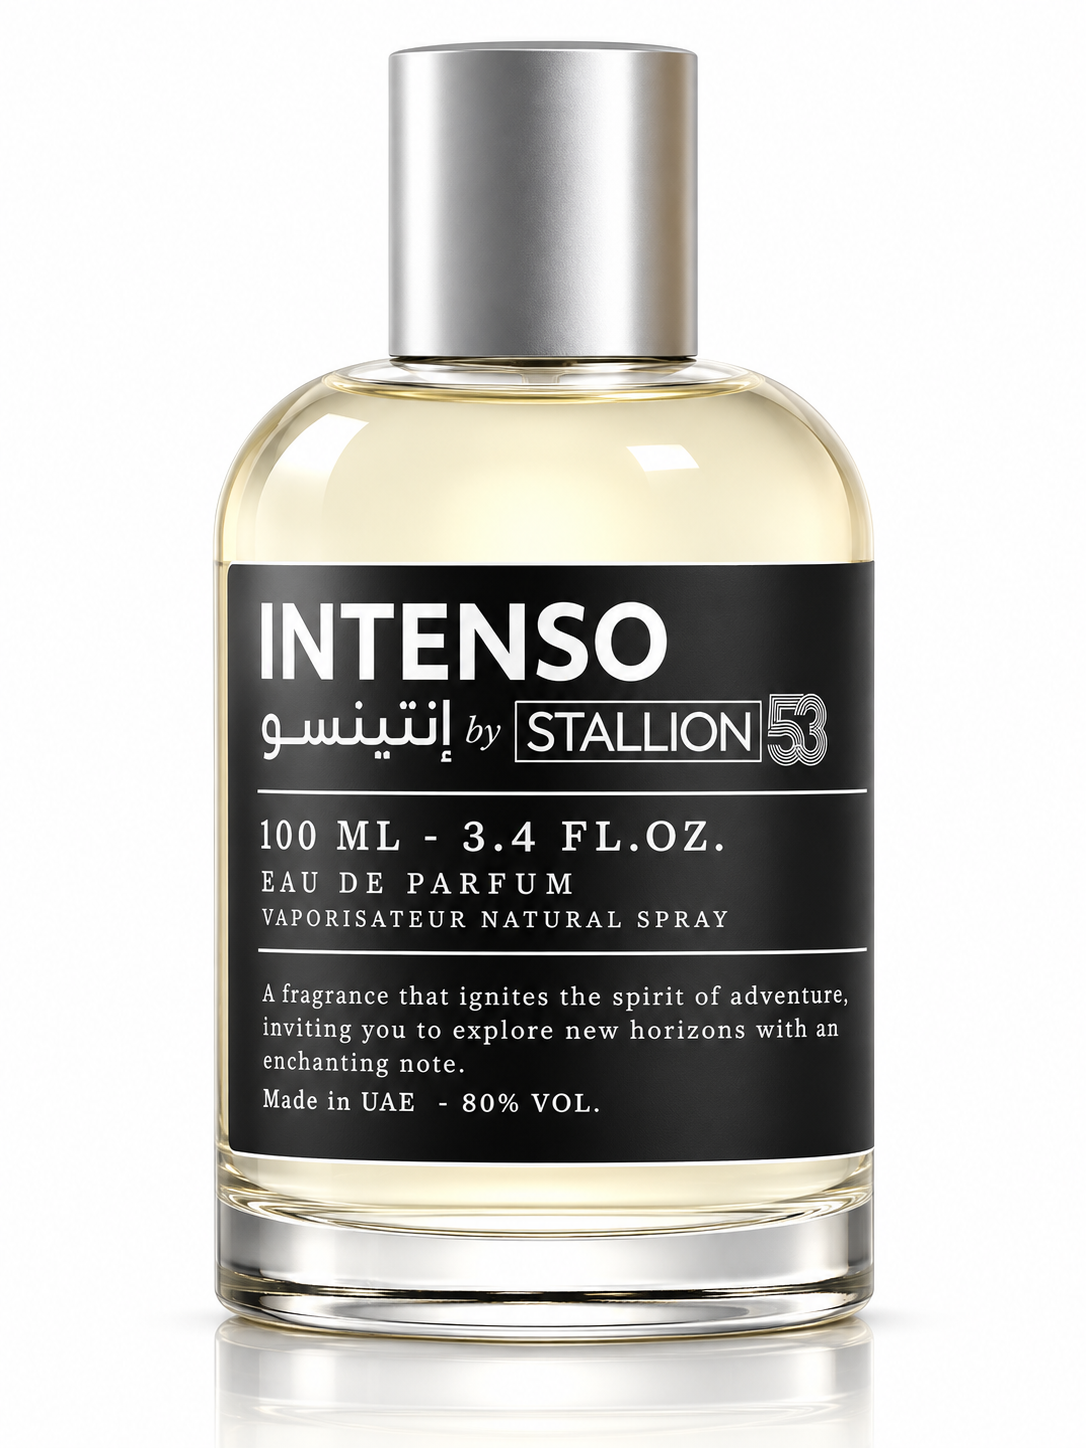 INTENSO
إنتينسو by STALLION 53
100 ML - 3.4 FL.OZ.
EAU DE PARFUM
VAPORISATEUR NATURAL SPRAY
A fragrance that ignites the spirit of adventure,
inviting you to explore new horizons with an
enchanting note.
Made in UAE - 80% VOL.